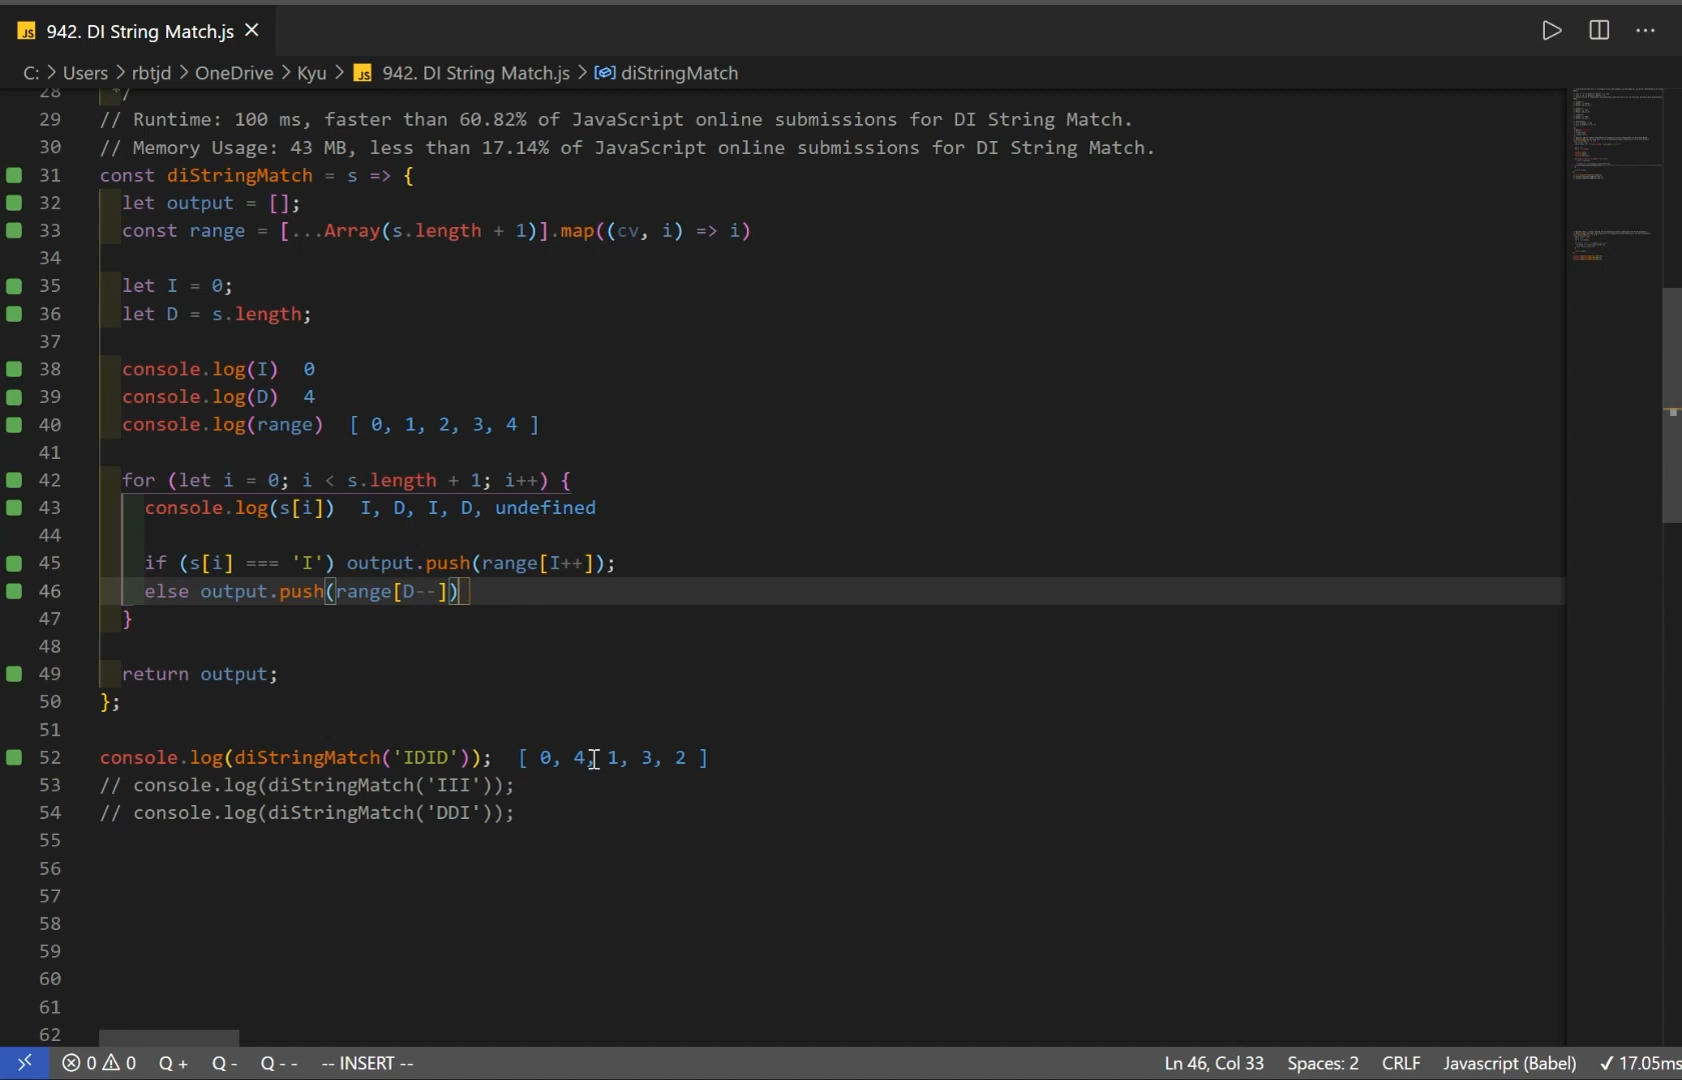 JS 942. DI String Match.js
C: > Users > rbtjd > OneDrive > Kyu > JS 942. DI String Match.js > diStringMatch
28 */
29 // Runtime: 100 ms, faster than 60.82% of JavaScript online submissions for DI String Match.
30 // Memory Usage: 43 MB, less than 17.14% of JavaScript online submissions for DI String Match.
31 const diStringMatch = s => {
32 let output = [];
33 const range = [...Array(s.length + 1)].map((cv, i) => i)
34
35 let I = 0;
36 let D = s.length;
37
38 console.log(I) 0
39 console.log(D) 4
40 console.log(range) [ 0, 1, 2, 3, 4 ]
41
42 for (let i = 0; i < s.length + 1; i++) {
43 console.log(s[i]) I, D, I, D, undefined
44
45 if (s[i] === 'I') output.push(range[I++]);
46 else output.push(range[D--])
47 }
48
49 return output;
50 };
51
52 console.log(diStringMatch('IDID')); [ 0, 4, 1, 3, 2 ]
53 // console.log(diStringMatch('III'));
54 // console.log(diStringMatch('DDI'));
55
56
57
58
59
60
61
62
0 0 Q + Q - Q - - -- INSERT -- Ln 46, Col 33 Spaces: 2 CRLF Javascript (Babel) ✓ 17.05ms